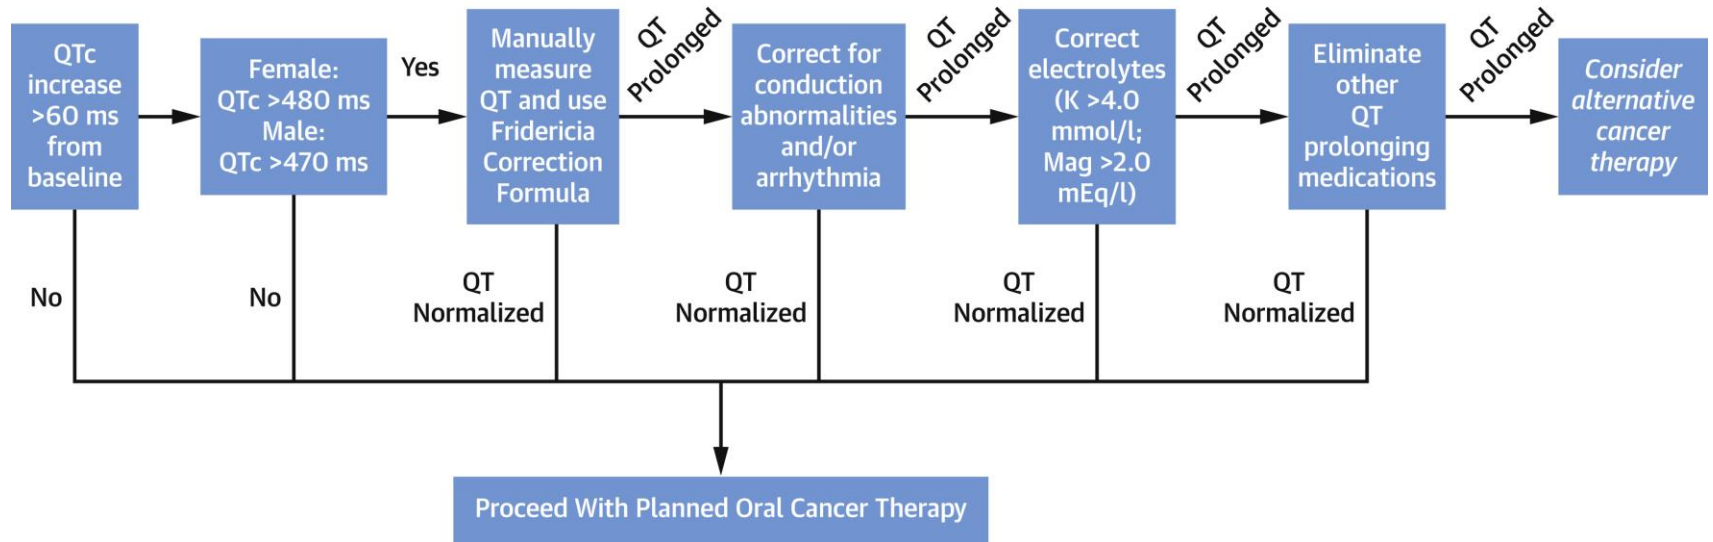 QTc
increase
>60 ms
from
baseline
Female:
QTc >480 ms
Male:
QTc >470 ms
Yes
Manually
measure
QT and use
Fridericia
Correction
Formula
QT
Prolonged
Correct for
conduction
abnormalities
and/or
arrhythmia
QT
Prolonged
Correct
electrolytes
(K >4.0
mmol/l;
Mag >2.0
mEq/l)
QT
Prolonged
Eliminate
other
QT
prolonging
medications
QT
Prolonged
Consider
alternative
cancer
therapy
No
No
QT
Normalized
QT
Normalized
QT
Normalized
QT
Normalized
Proceed With Planned Oral Cancer Therapy